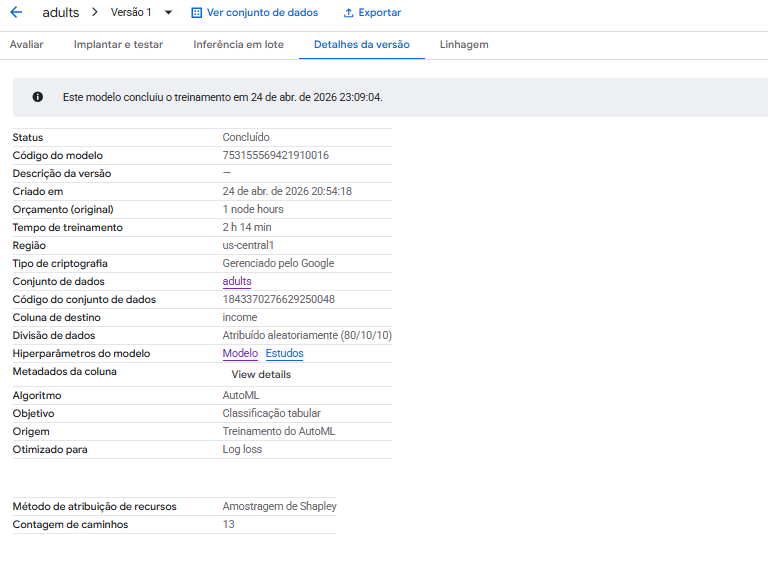 adults > Versão 1 Ver conjunto de dados Exportar
Avaliar Implantar e testar Inferência em lote Detalhes da versão Linhagem
Este modelo concluiu o treinamento em 24 de abr. de 2026 23:09:04.
Status Concluído
Código do modelo 753155569421910016
Descrição da versão —
Criado em 24 de abr. de 2026 20:54:18
Orçamento (original) 1 node hours
Tempo de treinamento 2 h 14 min
Região us-central1
Tipo de criptografia Gerenciado pelo Google
Conjunto de dados adults
Código do conjunto de dados 1843370276629250048
Coluna de destino income
Divisão de dados Atribuído aleatoriamente (80/10/10)
Hiperparâmetros do modelo Modelo Estudos
Metadados da coluna View details
Algoritmo AutoML
Objetivo Classificação tabular
Origem Treinamento do AutoML
Otimizado para Log loss
Método de atribuição de recursos Amostragem de Shapley
Contagem de caminhos 13